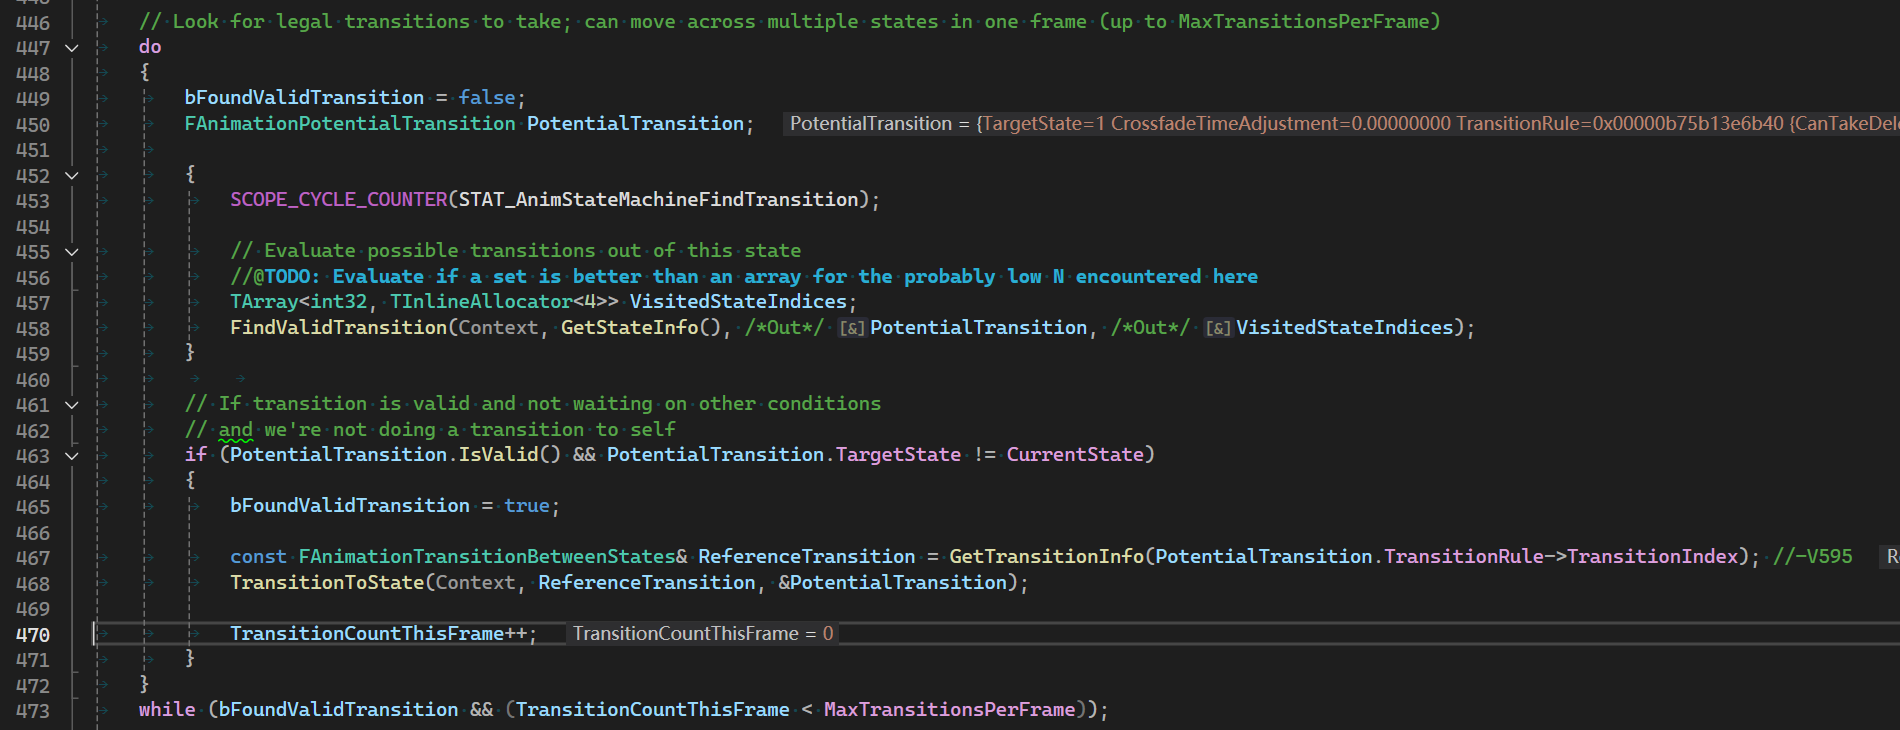 446 // Look for legal transitions to take; can move across multiple states in one frame (up to MaxTransitionsPerFrame)
447 do
448 {
449 bFoundValidTransition = false;
450 FAnimationPotentialTransition PotentialTransition; PotentialTransition = {TargetState=1 CrossfadeTimeAdjustment=0.00000000 TransitionRule=0x00000b75b13e6b40 {CanTakeDel
451
452 {
453 SCOPE_CYCLE_COUNTER(STAT_AnimStateMachineFindTransition);
454
455 // Evaluate possible transitions out of this state
456 //@TODO: Evaluate if a set is better than an array for the probably low N encountered here
457 TArray<int32, TInlineAllocator<4>> VisitedStateIndices;
458 FindValidTransition(Context, GetStateInfo(), /*Out*/ [&]PotentialTransition, /*Out*/ [&]VisitedStateIndices);
459 }
460
461 // If transition is valid and not waiting on other conditions
462 // and we're not doing a transition to self
463 if (PotentialTransition.IsValid() && PotentialTransition.TargetState != CurrentState)
464 {
465 bFoundValidTransition = true;
466
467 const FAnimationTransitionBetweenStates& ReferenceTransition = GetTransitionInfo(PotentialTransition.TransitionRule->TransitionIndex); //-V595
468 TransitionToState(Context, ReferenceTransition, &PotentialTransition);
469
470 TransitionCountThisFrame++; TransitionCountThisFrame = 0
471 }
472 }
473 while (bFoundValidTransition && (TransitionCountThisFrame < MaxTransitionsPerFrame));